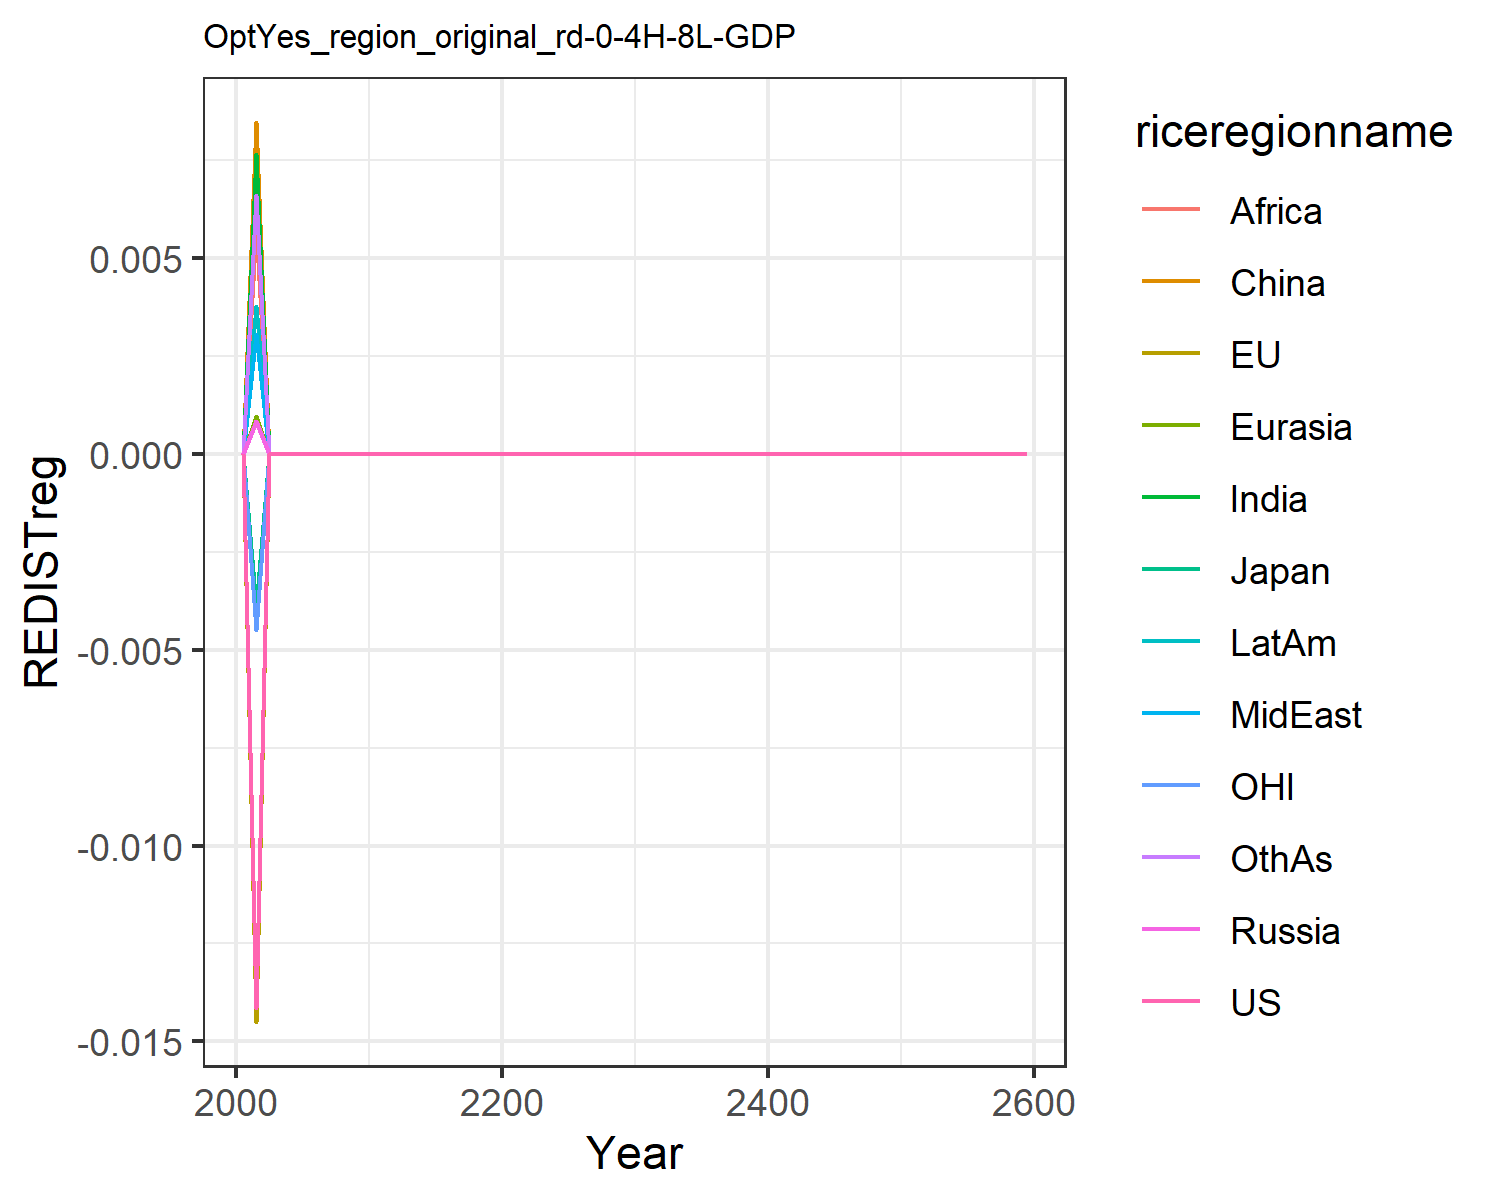 OptYes_region_original_rd-0-4H-8L-GDP
REDISTreg
0.005
0.000
-0.005
-0.010
-0.015
2000
2200
2400
2600
Year
riceregionname
Africa
China
EU
Eurasia
India
Japan
LatAm
MidEast
OHI
OthAs
Russia
US